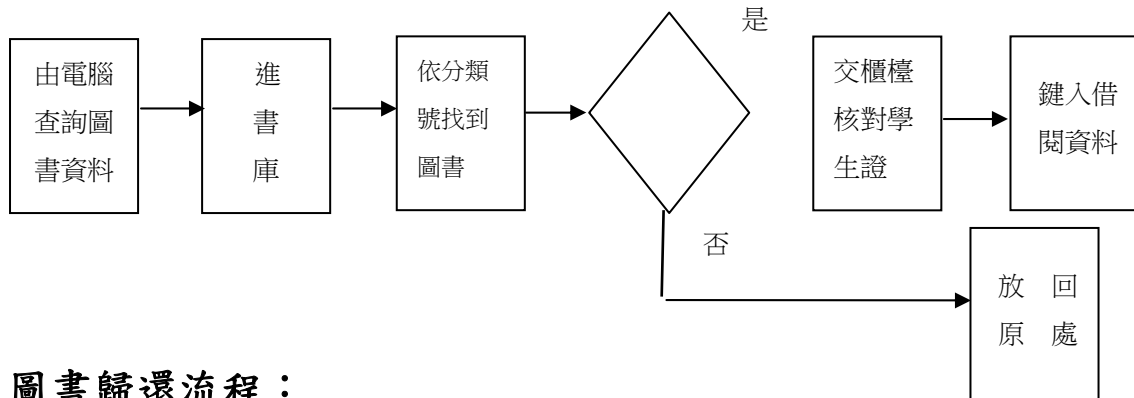 由電腦
查詢圖
書資料
進
書
庫
依分類
號找到
圖書
是
交櫃檯
核對學
生證
鍵入借
閱資料
否
放 回
原 處
圖書歸還流程：